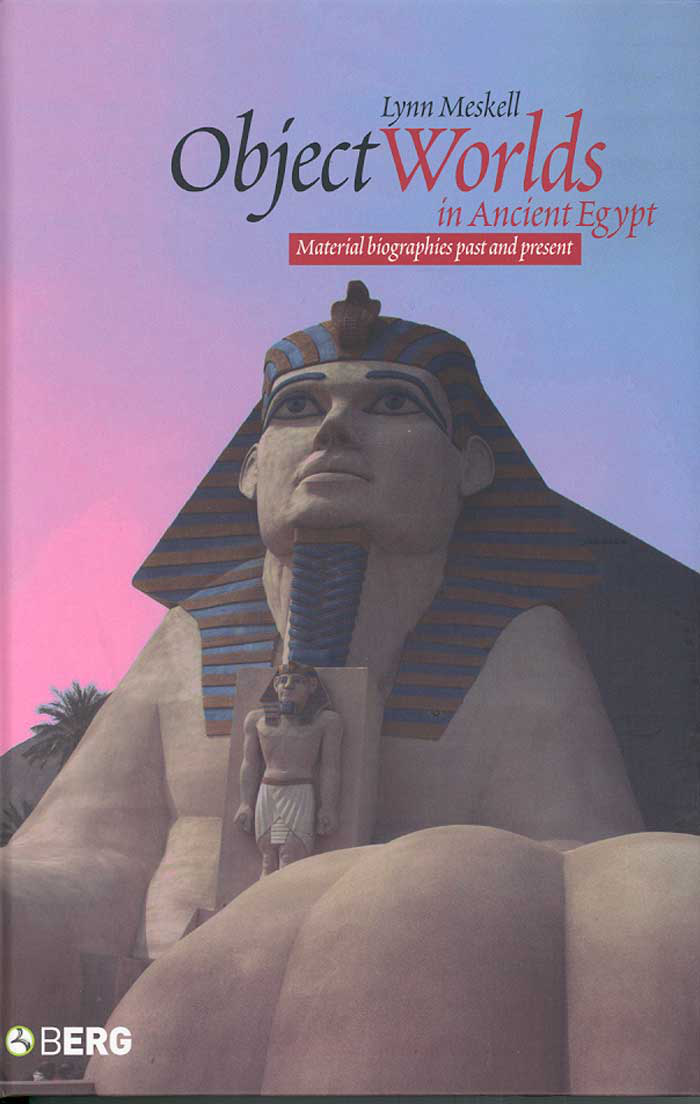 Lynn Meskell
Object Worlds
in Ancient Egypt
Material biographies past and present
BERG